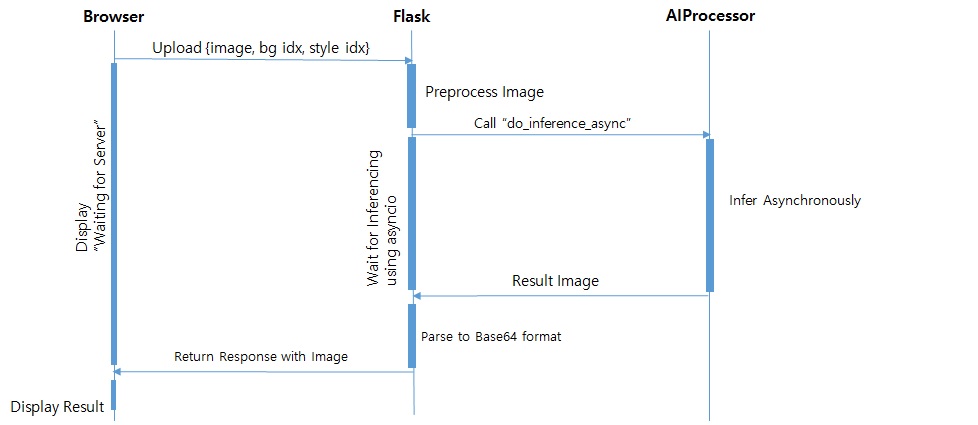 Browser
Flask
AIProcessor
Upload {image, bg idx, style idx}
Preprocess Image
Call “do_inference_async”
Display
“Waiting for Server”
Wait for Inferencing
using asyncio
Infer Asynchronously
Result Image
Parse to Base64 format
Return Response with Image
Display Result